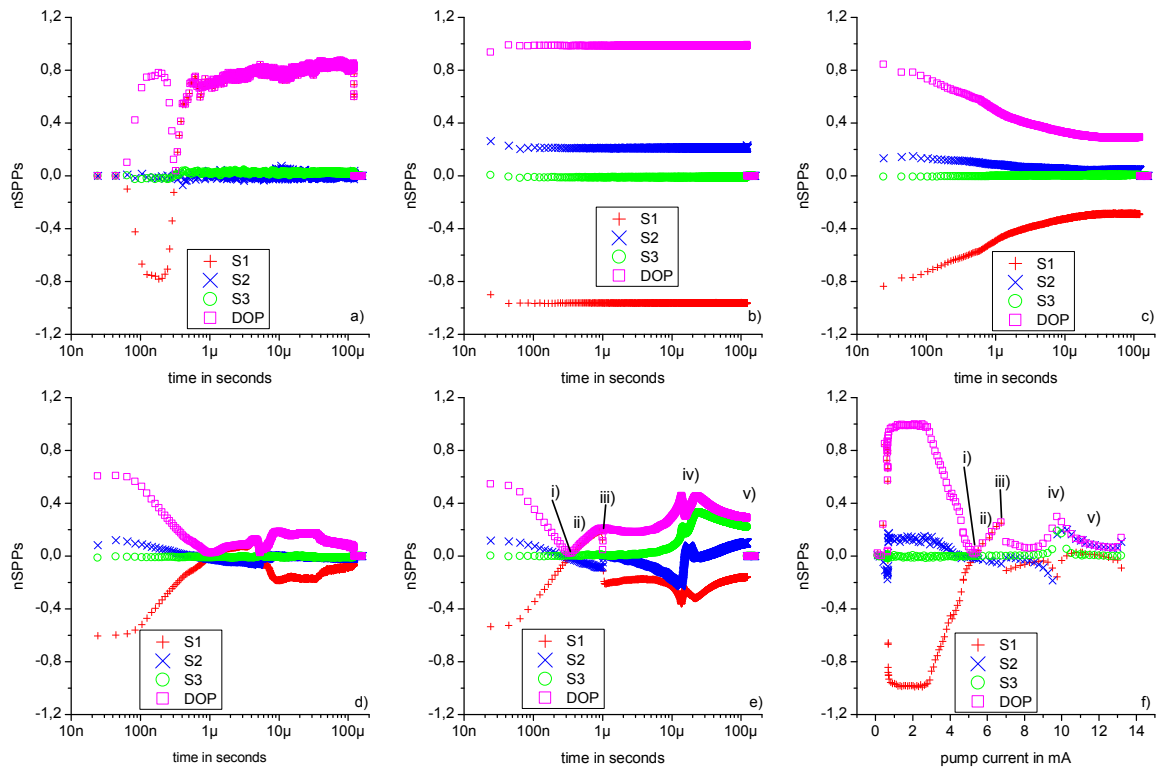 1,2
0,8
0,4
0,0
-0,4
-0,8
-1,2
nSPPs
S1
S2
S3
DOP
a)
10n 100n 1µ 10µ 100µ
time in seconds
1,2
0,8
0,4
0,0
-0,4
-0,8
-1,2
nSPPs
S1
S2
S3
DOP
b)
10n 100n 1µ 10µ 100µ
time in seconds
1,2
0,8
0,4
0,0
-0,4
-0,8
-1,2
nSPPs
S1
S2
S3
DOP
c)
10n 100n 1µ 10µ 100µ
time in seconds
1,2
0,8
0,4
0,0
-0,4
-0,8
-1,2
nSPPs
S1
S2
S3
DOP
d)
10n 100n 1µ 10µ 100µ
time in seconds
1,2
0,8
0,4
0,0
-0,4
-0,8
-1,2
nSPPs
i)
ii)
iii)
iv)
v)
S1
S2
S3
DOP
e)
10n 100n 1µ 10µ 100µ
time in seconds
1,2
0,8
0,4
0,0
-0,4
-0,8
-1,2
nSPPs
i)
ii)
iii)
iv)
v)
S1
S2
S3
DOP
f)
0 2 4 6 8 10 12 14
pump current in mA